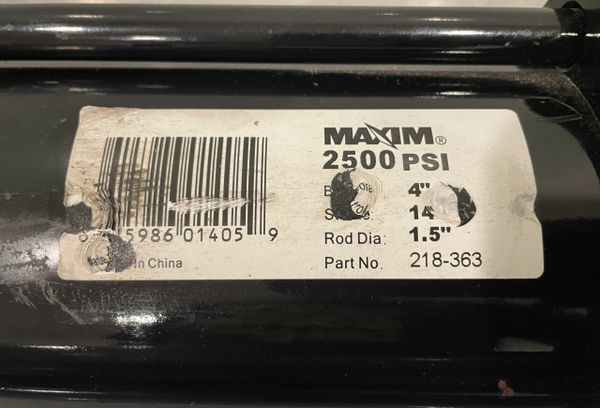 MAXIM®
2500 PSI
4"
14
Rod Dia: 1.5"
Part No. 218-363
5986 01405 9
In China